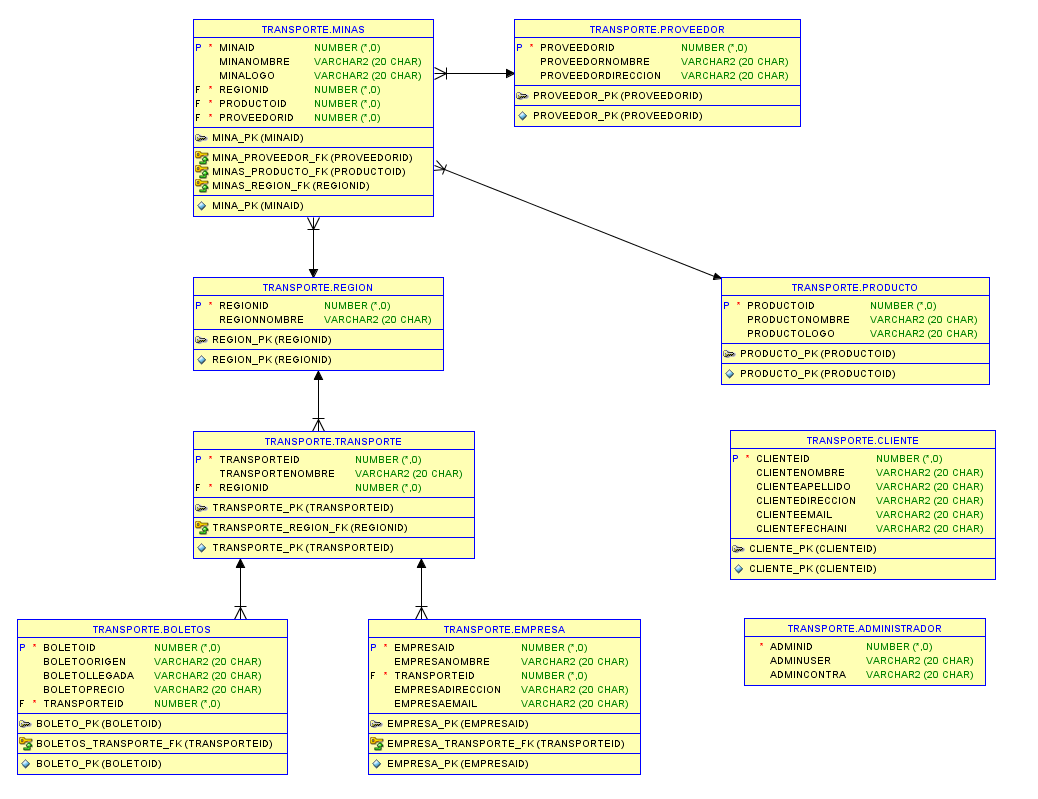 TRANSPORTE.MINAS
P * MINAID NUMBER (*,0)
MINANOMBRE VARCHAR2 (20 CHAR)
MINALOGO VARCHAR2 (20 CHAR)
F * REGIONID NUMBER (*,0)
F * PRODUCTOID NUMBER (*,0)
F * PROVEEDORID NUMBER (*,0)
MINA_PK (MINAID)
MINA_PROVEEDOR_FK (PROVEEDORID)
MINAS_PRODUCTO_FK (PRODUCTOID)
MINAS_REGION_FK (REGIONID)
MINA_PK (MINAID)
TRANSPORTE.PROVEEDOR
P * PROVEEDORID NUMBER (*,0)
PROVEEDORNOMBRE VARCHAR2 (20 CHAR)
PROVEEDORDIRECCION VARCHAR2 (20 CHAR)
PROVEEDOR_PK (PROVEEDORID)
PROVEEDOR_PK (PROVEEDORID)
TRANSPORTE.REGION
P * REGIONID NUMBER (*,0)
REGIONNOMBRE VARCHAR2 (20 CHAR)
REGION_PK (REGIONID)
REGION_PK (REGIONID)
TRANSPORTE.PRODUCTO
P * PRODUCTOID NUMBER (*,0)
PRODUCTONOMBRE VARCHAR2 (20 CHAR)
PRODUCTOLOGO VARCHAR2 (20 CHAR)
PRODUCTO_PK (PRODUCTOID)
PRODUCTO_PK (PRODUCTOID)
TRANSPORTE.TRANSPORTE
P * TRANSPORTEID NUMBER (*,0)
TRANSPORTENOMBRE VARCHAR2 (20 CHAR)
F * REGIONID NUMBER (*,0)
TRANSPORTE_PK (TRANSPORTEID)
TRANSPORTE_REGION_FK (REGIONID)
TRANSPORTE_PK (TRANSPORTEID)
TRANSPORTE.CLIENTE
P * CLIENTEID NUMBER (*,0)
CLIENTENOMBRE VARCHAR2 (20 CHAR)
CLIENTEAPELLIDO VARCHAR2 (20 CHAR)
CLIENTEDIRECCION VARCHAR2 (20 CHAR)
CLIENTEEMAIL VARCHAR2 (20 CHAR)
CLIENTEFECHAINI VARCHAR2 (20 CHAR)
CLIENTE_PK (CLIENTEID)
CLIENTE_PK (CLIENTEID)
TRANSPORTE.BOLETOS
P * BOLETOID NUMBER (*,0)
BOLETOORIGEN VARCHAR2 (20 CHAR)
BOLETOLLEGADA VARCHAR2 (20 CHAR)
BOLETOPRECIO VARCHAR2 (20 CHAR)
F * TRANSPORTEID NUMBER (*,0)
BOLETO_PK (BOLETOID)
BOLETOS_TRANSPORTE_FK (TRANSPORTEID)
BOLETO_PK (BOLETOID)
TRANSPORTE.EMPRESA
P * EMPRESAID NUMBER (*,0)
EMPRESANOMBRE VARCHAR2 (20 CHAR)
F * TRANSPORTEID NUMBER (*,0)
EMPRESADIRECCION VARCHAR2 (20 CHAR)
EMPRESAEMAIL VARCHAR2 (20 CHAR)
EMPRESA_PK (EMPRESAID)
EMPRESA_TRANSPORTE_FK (TRANSPORTEID)
EMPRESA_PK (EMPRESAID)
TRANSPORTE.ADMINISTRADOR
* ADMINID NUMBER (*,0)
ADMINUSER VARCHAR2 (20 CHAR)
ADMINCONTRA VARCHAR2 (20 CHAR)